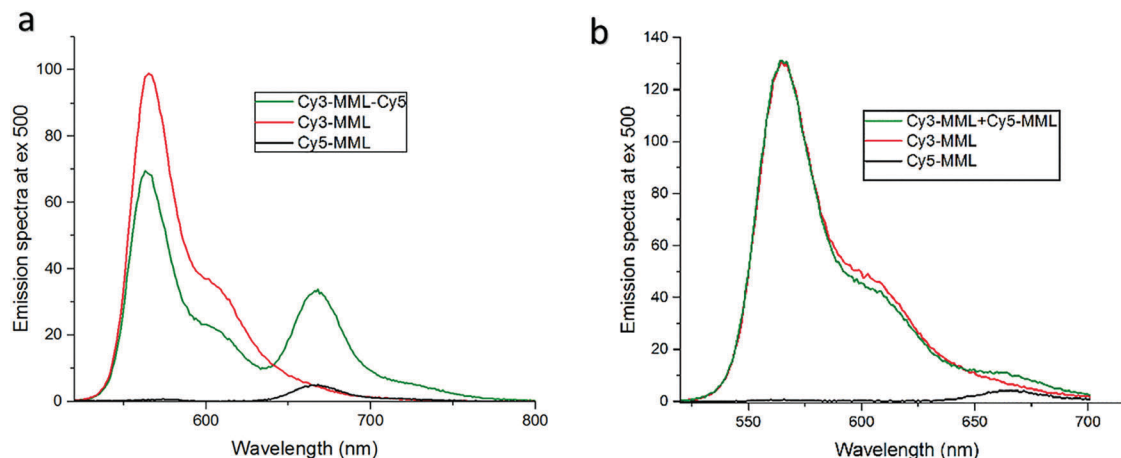 a
Emission spectra at ex 500
100
80
60
40
20
0
Cy3-MML-Cy5
Cy3-MML
Cy5-MML
600
700
800
Wavelength (nm)
b
Emission spectra at ex 500
140
120
100
80
60
40
20
0
Cy3-MML+Cy5-MML
Cy3-MML
Cy5-MML
550
600
650
700
Wavelength (nm)